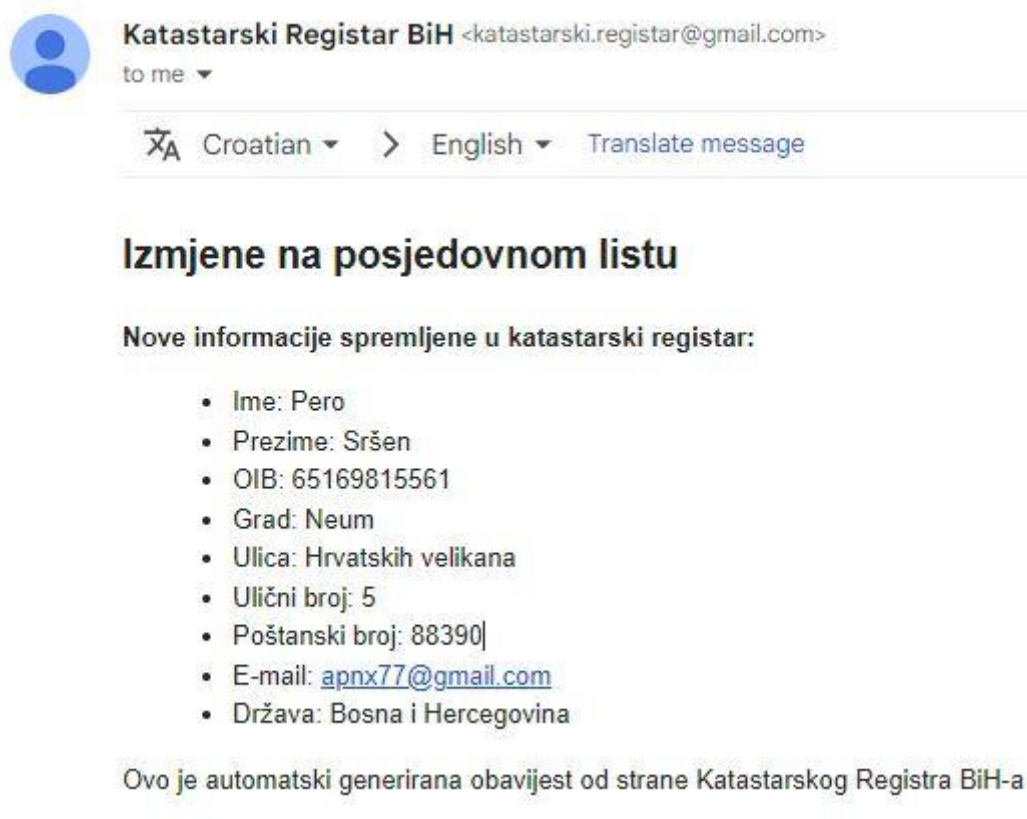 Katastarski Registar BiH <katastarski.registar@gmail.com>
to me
Croatian > English Translate message
Izmjene na posjedovnom listu
Nove informacije spremljene u katastarski registar:
• Ime: Pero
• Prezime: Sršen
• OIB: 65169815561
• Grad: Neum
• Ulica: Hrvatskih velikana
• Ulični broj: 5
• Poštanski broj: 88390
• E-mail: apnx77@gmail.com
• Država: Bosna i Hercegovina
Ovo je automatski generirana obavijest od strane Katastarskog Registra BiH-a